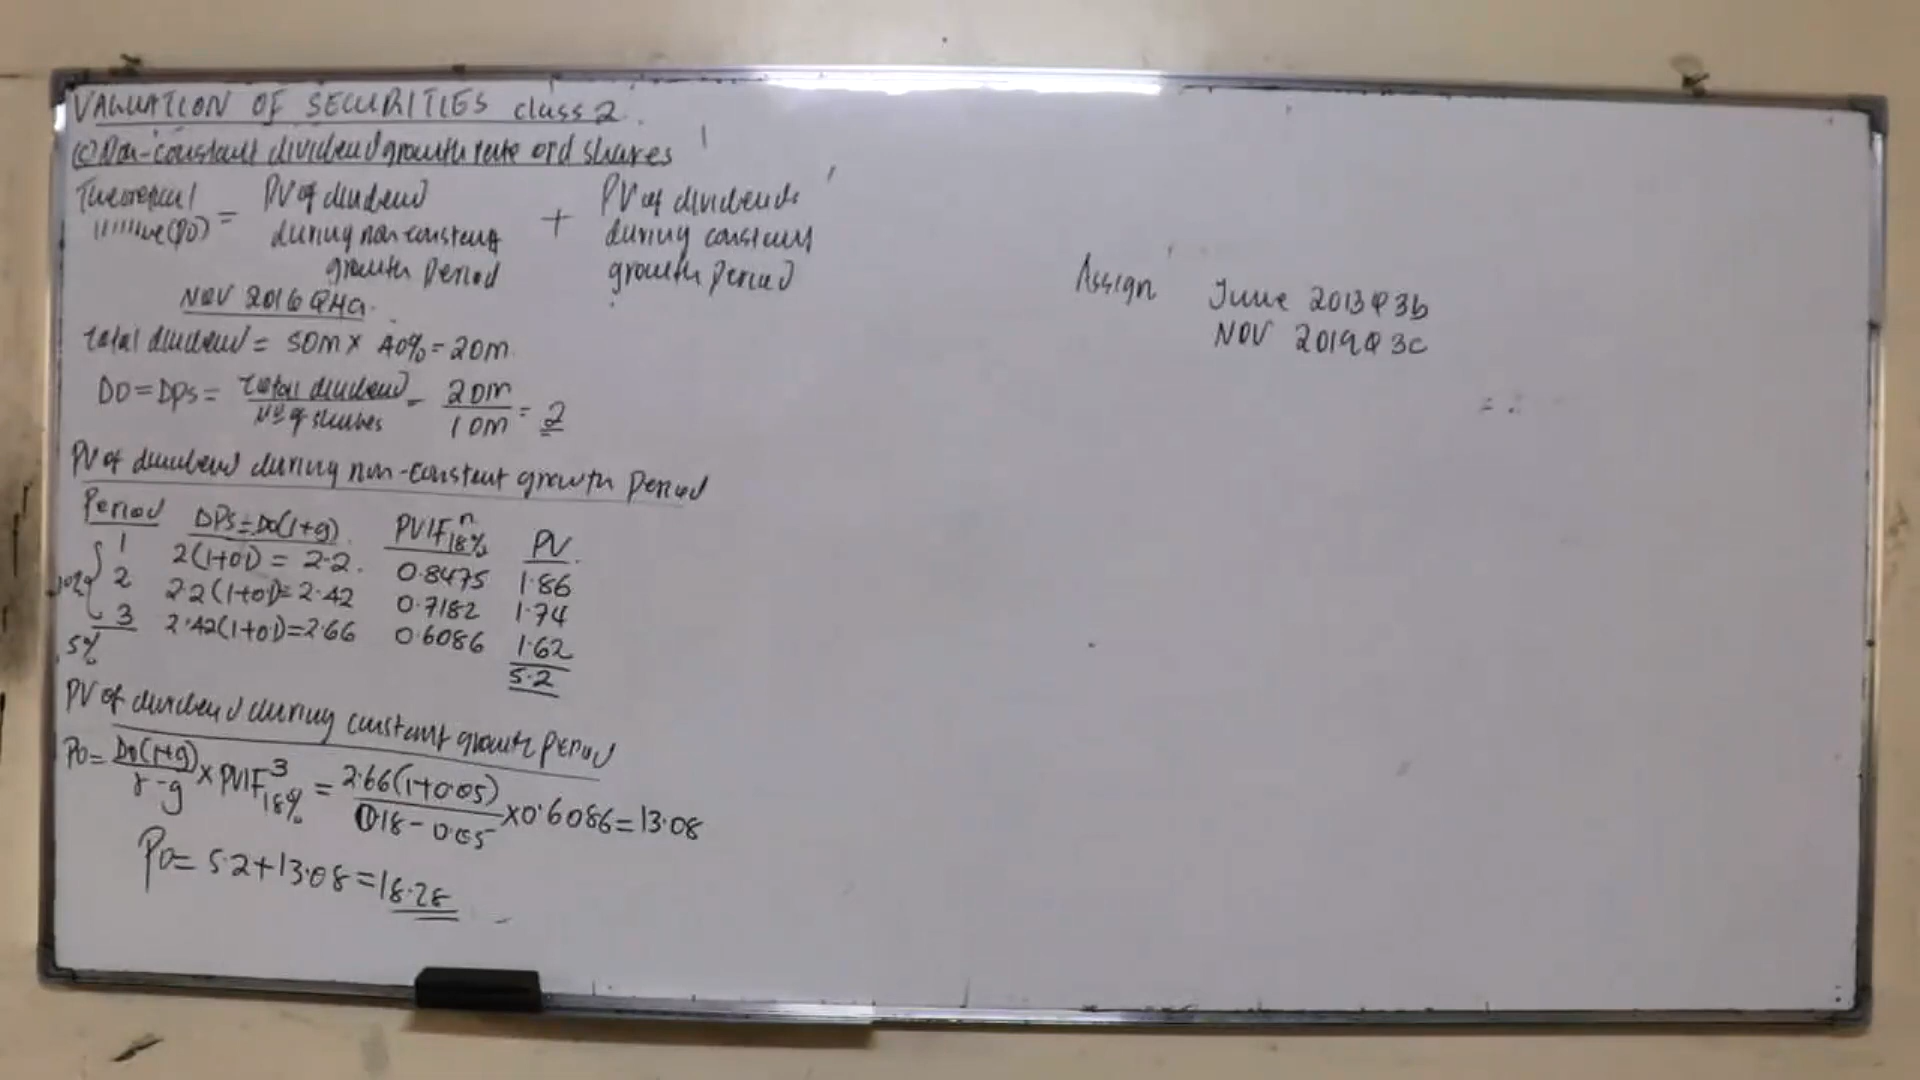 VALUATION OF SECURITIES class 2.
(c) Non-constant dividend growth rate ord shares
Theoretical (P0) = PV of dividend during non constant growth period + PV of dividends during constant growth period
NOV 2016 Q4a.
total dividend = 50m × 40% = 20m
D0 = DPS = total dividend / No of shares = 20m / 10m = 2
PV of dividend during non-constant growth period
Period DPS = D0(1+g) PVIF n 18% PV
1 2(1+0.1) = 2.2. 0.8475 1.86
2 2.2(1+0.1) = 2.42 0.7182 1.74
3 2.42(1+0.1) = 2.66 0.6086 1.62
5% 5.2
PV of dividend during constant growth period
P0 = D0(1+g) / r-g × PVIF 3 18% = 2.66(1+0.05) / 0.18-0.05 × 0.6086 = 13.08
P0 = 5.2 + 13.08 = 18.28
Assign June 2013 Q 3b
NOV 2019 Q 3c